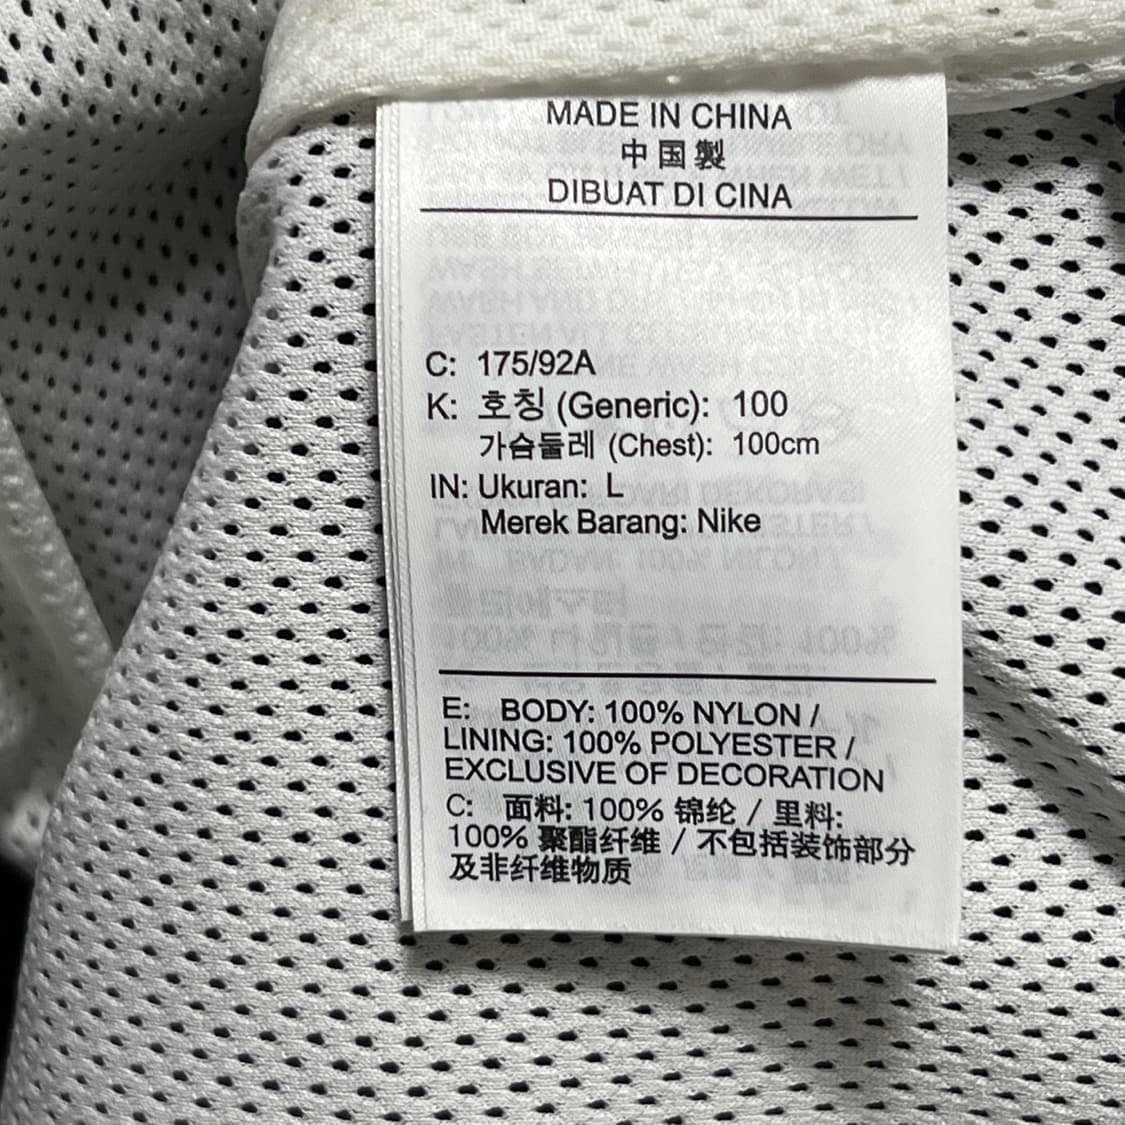 MADE IN CHINA
中国製
DIBUAT DI CINA
C: 175/92A
K: 호칭 (Generic): 100
가슴둘레 (Chest): 100cm
IN: Ukuran: L
Merek Barang: Nike
E: BODY: 100% NYLON /
LINING: 100% POLYESTER /
EXCLUSIVE OF DECORATION
C: 面料: 100% 锦纶 / 里料:
100% 聚酯纤维 / 不包括装饰部分
及非纤维物质